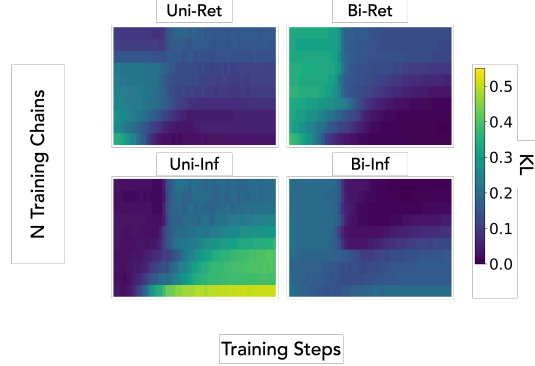 Uni-Ret
Bi-Ret
N Training Chains
Uni-Inf
Bi-Inf
0.5
0.4
0.3
0.2
0.1
0.0
KL
Training Steps